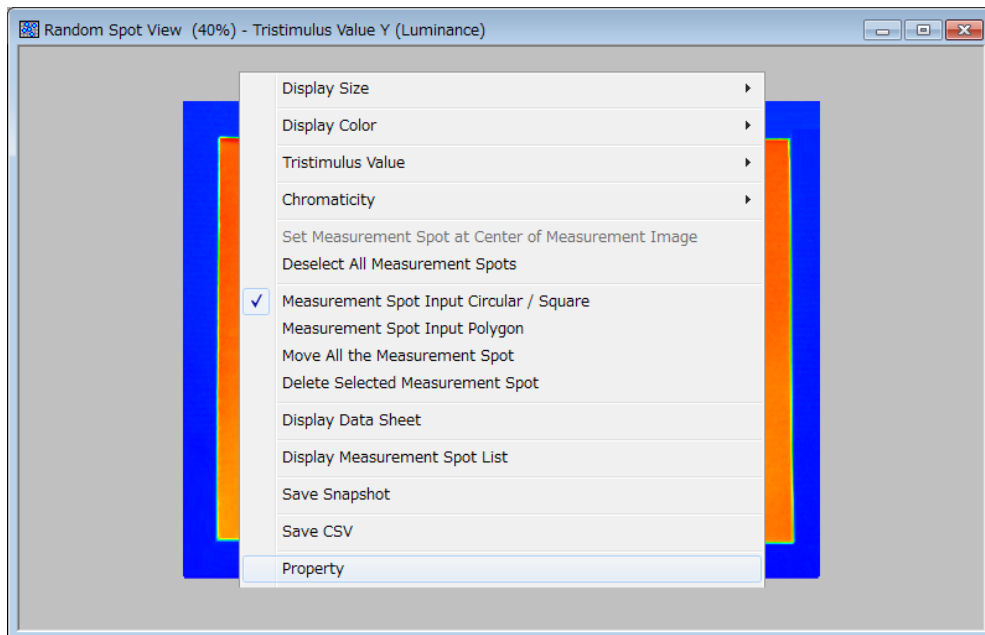 Random Spot View (40%) - Tristimulus Value Y (Luminance)
Display Size
Display Color
Tristimulus Value
Chromaticity
Set Measurement Spot at Center of Measurement Image
Deselect All Measurement Spots
Measurement Spot Input Circular / Square
Measurement Spot Input Polygon
Move All the Measurement Spot
Delete Selected Measurement Spot
Display Data Sheet
Display Measurement Spot List
Save Snapshot
Save CSV
Property